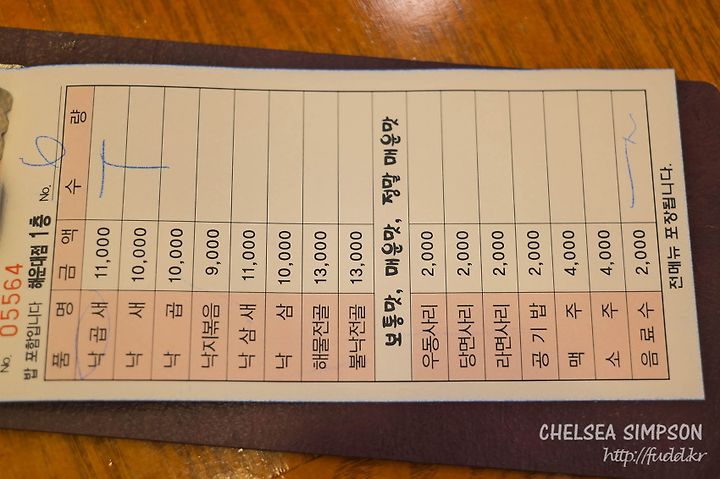 No. 05564
밥 포함입니다 해운대점 1층 No. 6
품 명 금 액 수 량
낙 곱 새 11,000 T
낙 새 10,000
낙 곱 10,000
낙지볶음 9,000
낙 삼 새 11,000
낙 삼 10,000
해물전골 13,000
불낙전골 13,000
보통맛, 매운맛, 정말 매운맛
우동사리 2,000
당면사리 2,000
라면사리 2,000
공 기 밥 2,000
맥 주 4,000
소 주 4,000
음 료 수 2,000
전메뉴 포장됩니다.
CHELSEA SIMPSON
http://fudd.kr